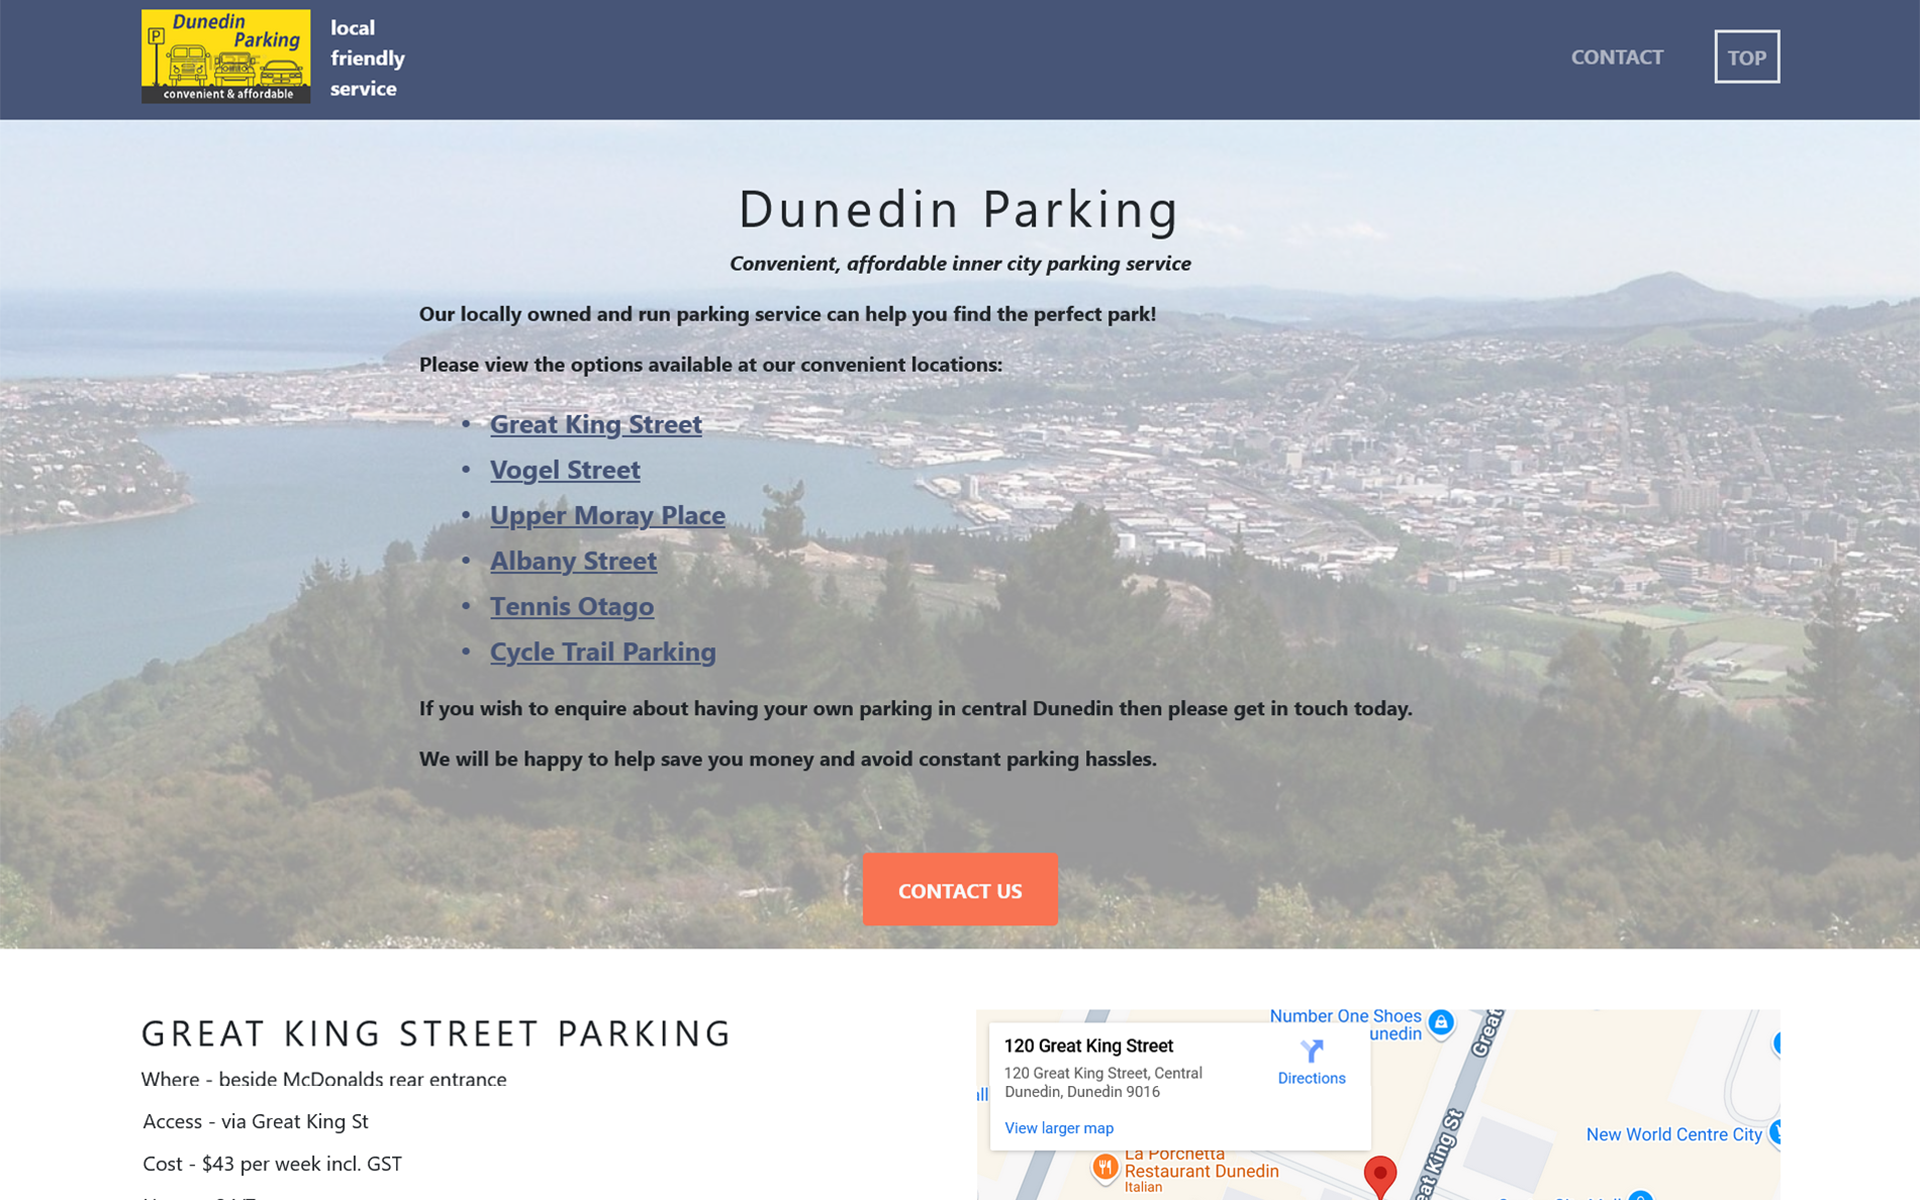 Dunedin
Parking
P
convenient & affordable
local
friendly
service
CONTACT
TOP
Dunedin Parking
Convenient, affordable inner city parking service
Our locally owned and run parking service can help you find the perfect park!
Please view the options available at our convenient locations:
• Great King Street
• Vogel Street
• Upper Moray Place
• Albany Street
• Tennis Otago
• Cycle Trail Parking
If you wish to enquire about having your own parking in central Dunedin then please get in touch today.
We will be happy to help save you money and avoid constant parking hassles.
CONTACT US
GREAT KING STREET PARKING
Where - beside McDonalds rear entrance
Access - via Great King St
Cost - $43 per week incl. GST
120 Great King Street
120 Great King Street, Central
Dunedin, Dunedin 9016
View larger map
Directions
Number One Shoes
unedin
Great
eat King St
New World Centre City
La Porchetta
Restaurant Dunedin
Italian